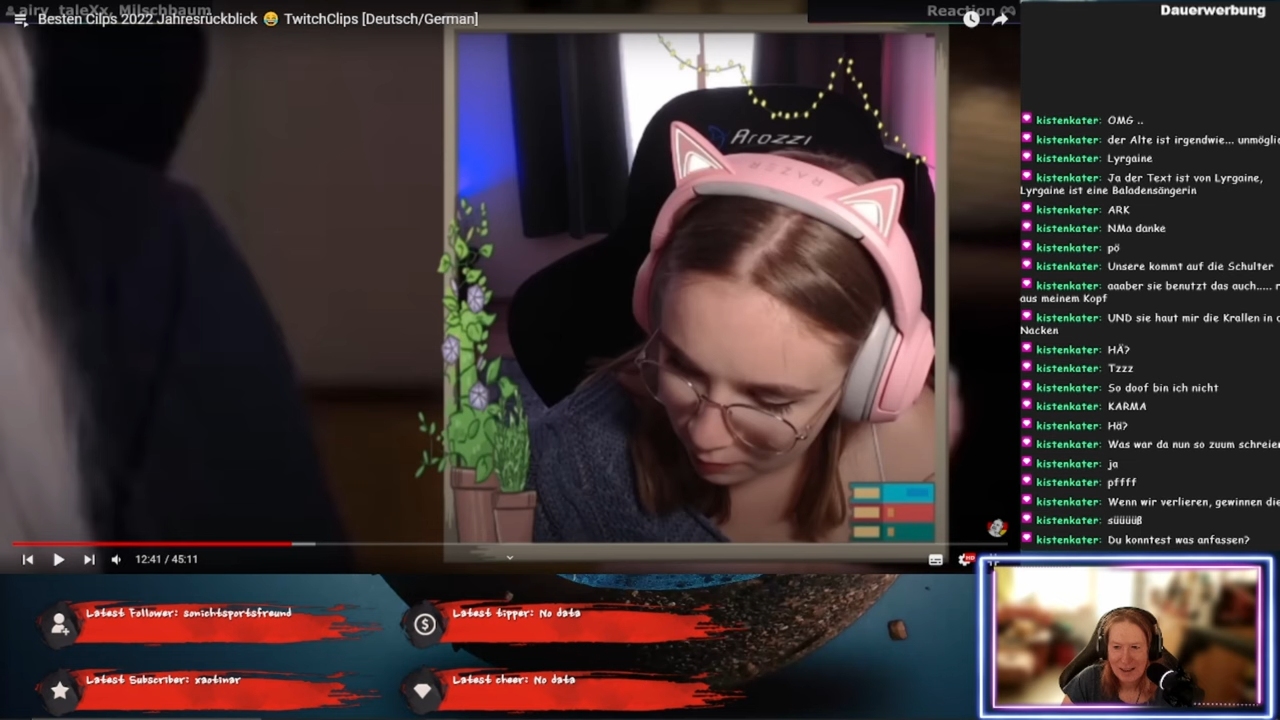 airy_taleXx, Milschbaum
Besten Cilps 2022 Jahresrückblick 😂 TwitchClips [Deutsch/German]
Reaction
Dauerwerbung
Arozzi
RAZER
kistenkater: OMG ..
kistenkater: der Alte ist irgendwie... unmögli
kistenkater: Lyrgaine
kistenkater: Ja der Text ist von Lyrgaine,
Lyrgaine ist eine Baladensängerin
kistenkater: ARK
kistenkater: NMa danke
kistenkater: pö
kistenkater: Unsere kommt auf die Schulter
kistenkater: aaaber sie benutzt das auch.....
aus meinem Kopf
kistenkater: UND sie haut mir die Krallen in
Nacken
kistenkater: HÄ?
kistenkater: Tzzz
kistenkater: So doof bin ich nicht
kistenkater: KARMA
kistenkater: Hä?
kistenkater: Was war da nun so zuum schreie
kistenkater: ja
kistenkater: pffff
kistenkater: Wenn wir verlieren, gewinnen die
kistenkater: süüüüß
kistenkater: Du konntest was anfassen?
12:41 / 45:11
HD
Latest Follower: sonichtsportsfreund
Latest tipper: No data
Latest Subscriber: xaotinar
Latest cheer: No data